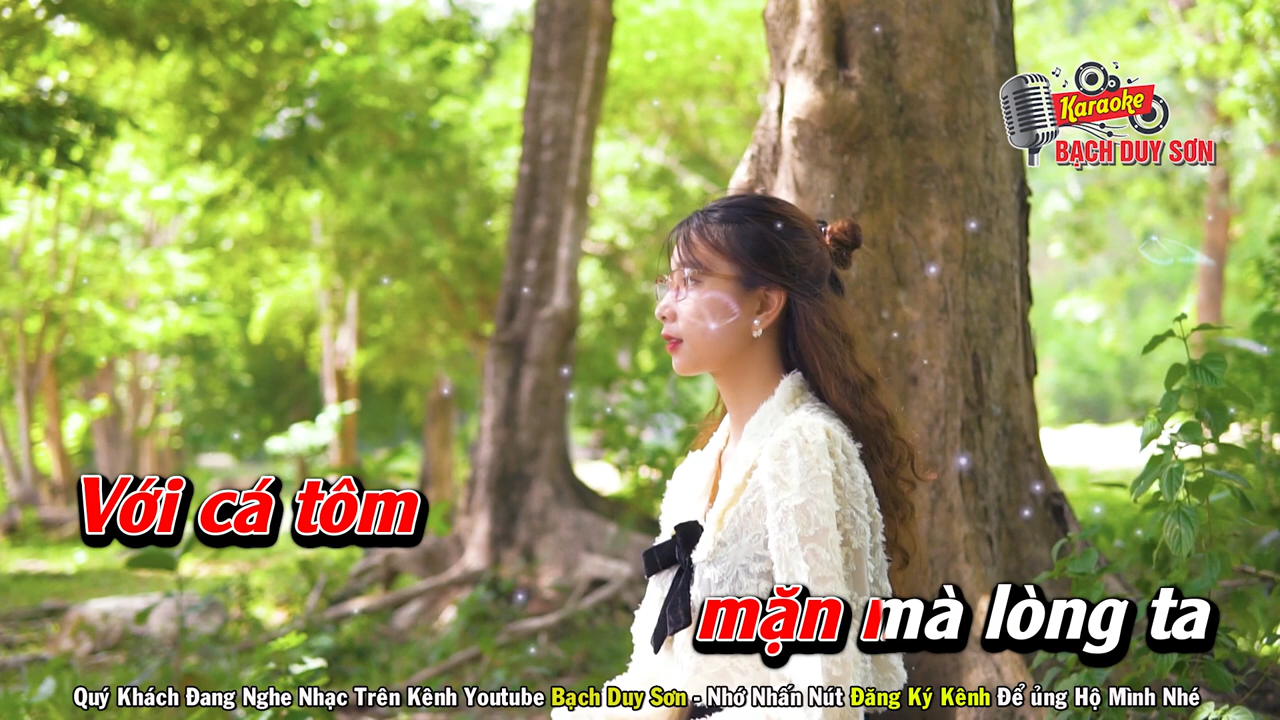 Karaoke
BẠCH DUY SƠN
Với cá tôm
mặn mà lòng ta
Quý Khách Đang Nghe Nhạc Trên Kênh Youtube Bạch Duy Sơn - Nhớ Nhấn Nút Đăng Ký Kênh Để ủng Hộ Mình Nhé